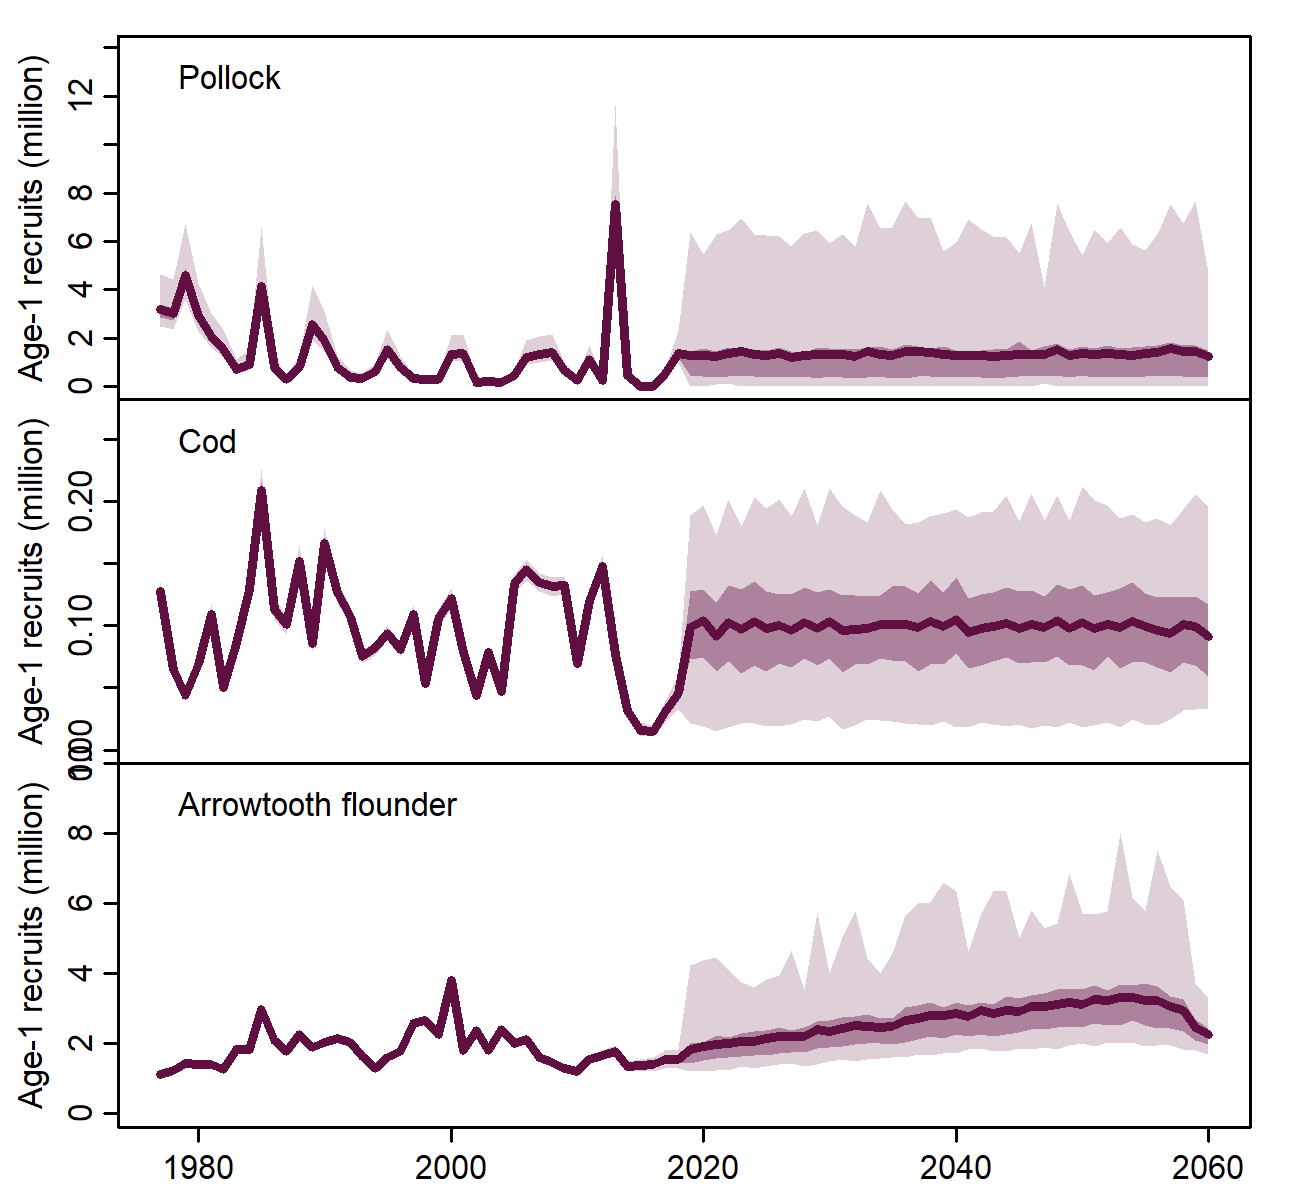 Pollock
Age-1 recruits (million)
12
8
6
4
2
0
Cod
Age-1 recruits (million)
0.20
0.10
0.00
Arrowtooth flounder
Age-1 recruits (million)
8
6
4
2
0
1980 2000 2020 2040 2060